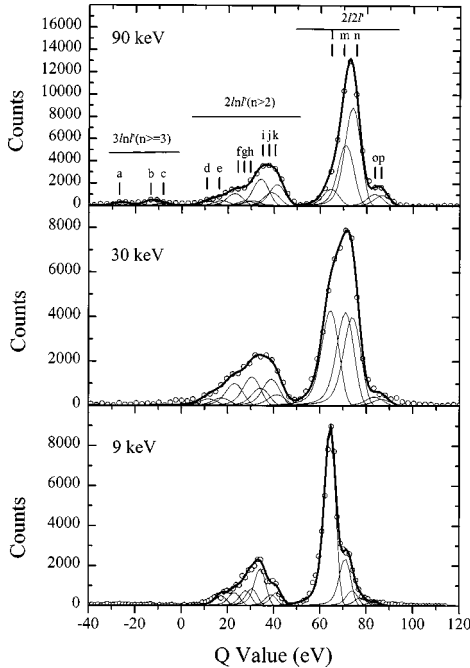 2l2l'
16000
90 keV
m n
14000
12000
2lnl'(n>2)
10000
8000
3lnl'(n>=3)
i j k
6000
fgh
4000
a b c
d e
op
2000
0
Counts
8000
30 keV
6000
4000
2000
0
Counts
8000
9 keV
6000
4000
2000
0
Counts
-40 -20 0 20 40 60 80 100 120
Q Value (eV)